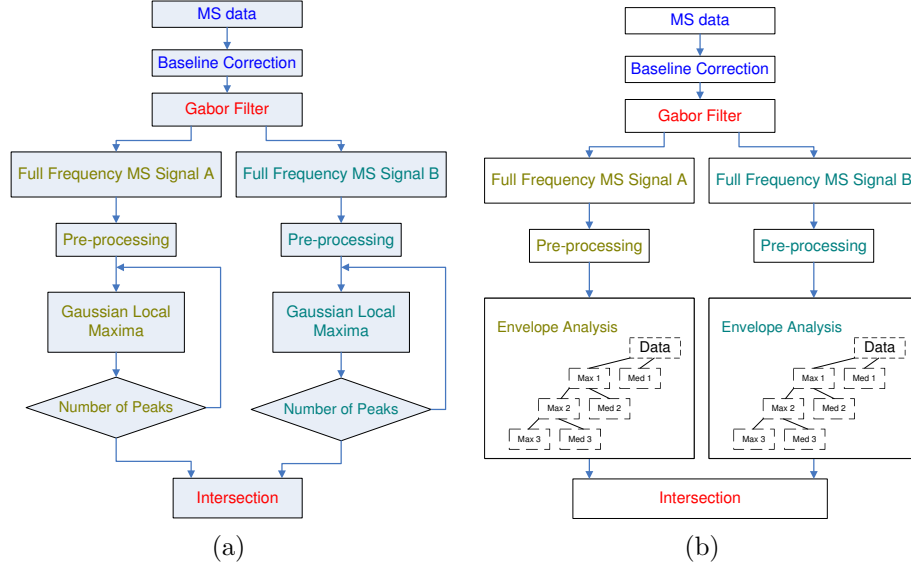 MS data
Baseline Correction
Gabor Filter
Full Frequency MS Signal A
Full Frequency MS Signal B
Pre-processing
Pre-processing
Gaussian Local
Maxima
Gaussian Local
Maxima
Number of Peaks
Number of Peaks
Intersection
(a)
MS data
Baseline Correction
Gabor Filter
Full Frequency MS Signal A
Full Frequency MS Signal B
Pre-processing
Pre-processing
Envelope Analysis
Data
Max 1
Med 1
Max 2
Med 2
Max 3
Med 3
Envelope Analysis
Data
Max 1
Med 1
Max 2
Med 2
Max 3
Med 3
Intersection
(b)